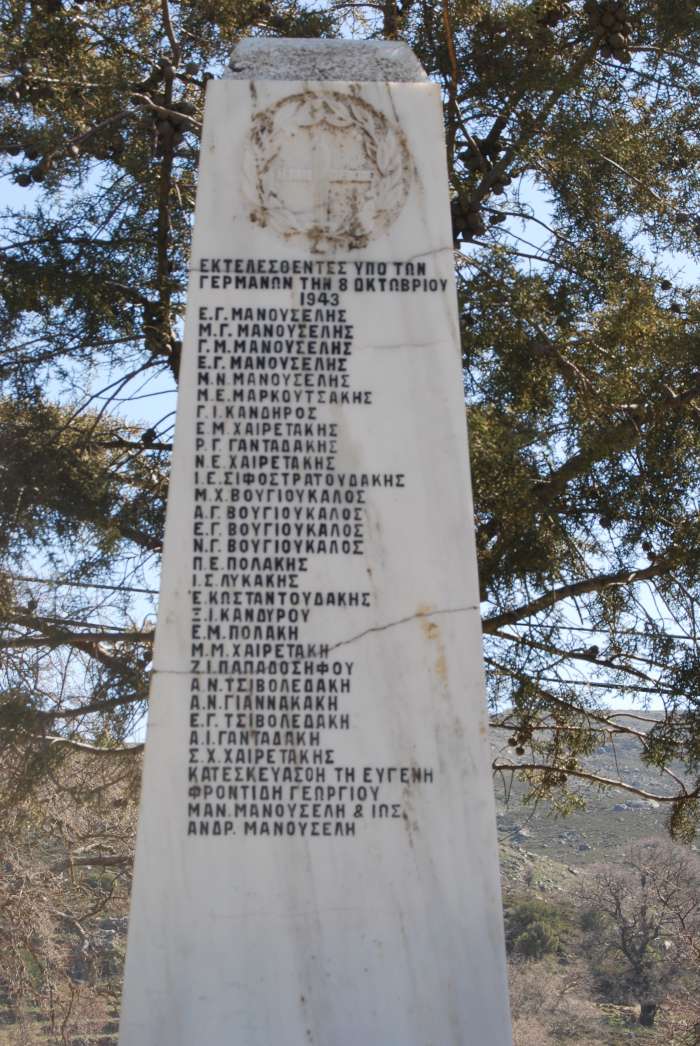 ΕΚΤΕΛΕΣΘΕΝΤΕΣ ΥΠΟ ΤΩΝ
ΓΕΡΜΑΝΩΝ ΤΗΝ 8 ΟΚΤΩΒΡΙΟΥ
1943
Ε.Γ. ΜΑΝΟΥΣΕΛΗΣ
Μ.Γ. ΜΑΝΟΥΣΕΛΗΣ
Γ.Μ. ΜΑΝΟΥΣΕΛΗΣ
Ε.Γ. ΜΑΝΟΥΣΕΛΗΣ
Μ.Ν. ΜΑΝΟΥΣΕΛΗΣ
Μ.Ε. ΜΑΡΚΟΥΤΣΑΚΗΣ
Γ.Ι. ΚΑΝΔΗΡΟΣ
Ε.Μ. ΧΑΙΡΕΤΑΚΗΣ
Ρ.Γ. ΓΑΝΤΑΔΑΚΗΣ
Ν.Ε. ΧΑΙΡΕΤΑΚΗΣ
Ι.Ε. ΣΙΦΟΣΤΡΑΤΟΥΔΑΚΗΣ
Μ.Χ. ΒΟΥΓΙΟΥΚΑΛΟΣ
Α.Γ. ΒΟΥΓΙΟΥΚΑΛΟΣ
Ε.Γ. ΒΟΥΓΙΟΥΚΑΛΟΣ
Ν.Γ. ΒΟΥΓΙΟΥΚΑΛΟΣ
Π.Ε. ΠΟΛΑΚΗΣ
Ι.Σ. ΛΥΚΑΚΗΣ
Ε. ΚΩΣΤΑΝΤΟΥΔΑΚΗΣ
Ξ.Ι. ΚΑΝΔΥΡΟΥ
Ε.Μ. ΠΟΛΑΚΗ
Μ.Μ. ΧΑΙΡΕΤΑΚΗ
Ζ.Ι. ΠΑΠΑΔΟΣΗΦΟΥ
Α.Ν. ΤΣΙΒΟΛΕΔΑΚΗ
Α.Ν. ΓΙΑΝΝΑΚΑΚΗ
Ε.Γ. ΤΣΙΒΟΛΕΔΑΚΗ
Α.Ι. ΓΑΝΤΑΔΑΚΗ
Σ.Χ. ΧΑΙΡΕΤΑΚΗΣ
ΚΑΤΕΣΚΕΥΑΣΘΗ ΤΗ ΕΥΓΕΝΗ
ΦΡΟΝΤΙΔΗ ΓΕΩΡΓΙΟΥ
ΜΑΝ. ΜΑΝΟΥΣΕΛΗ & ΙΩΣ.
ΑΝΔΡ. ΜΑΝΟΥΣΕΛΗ